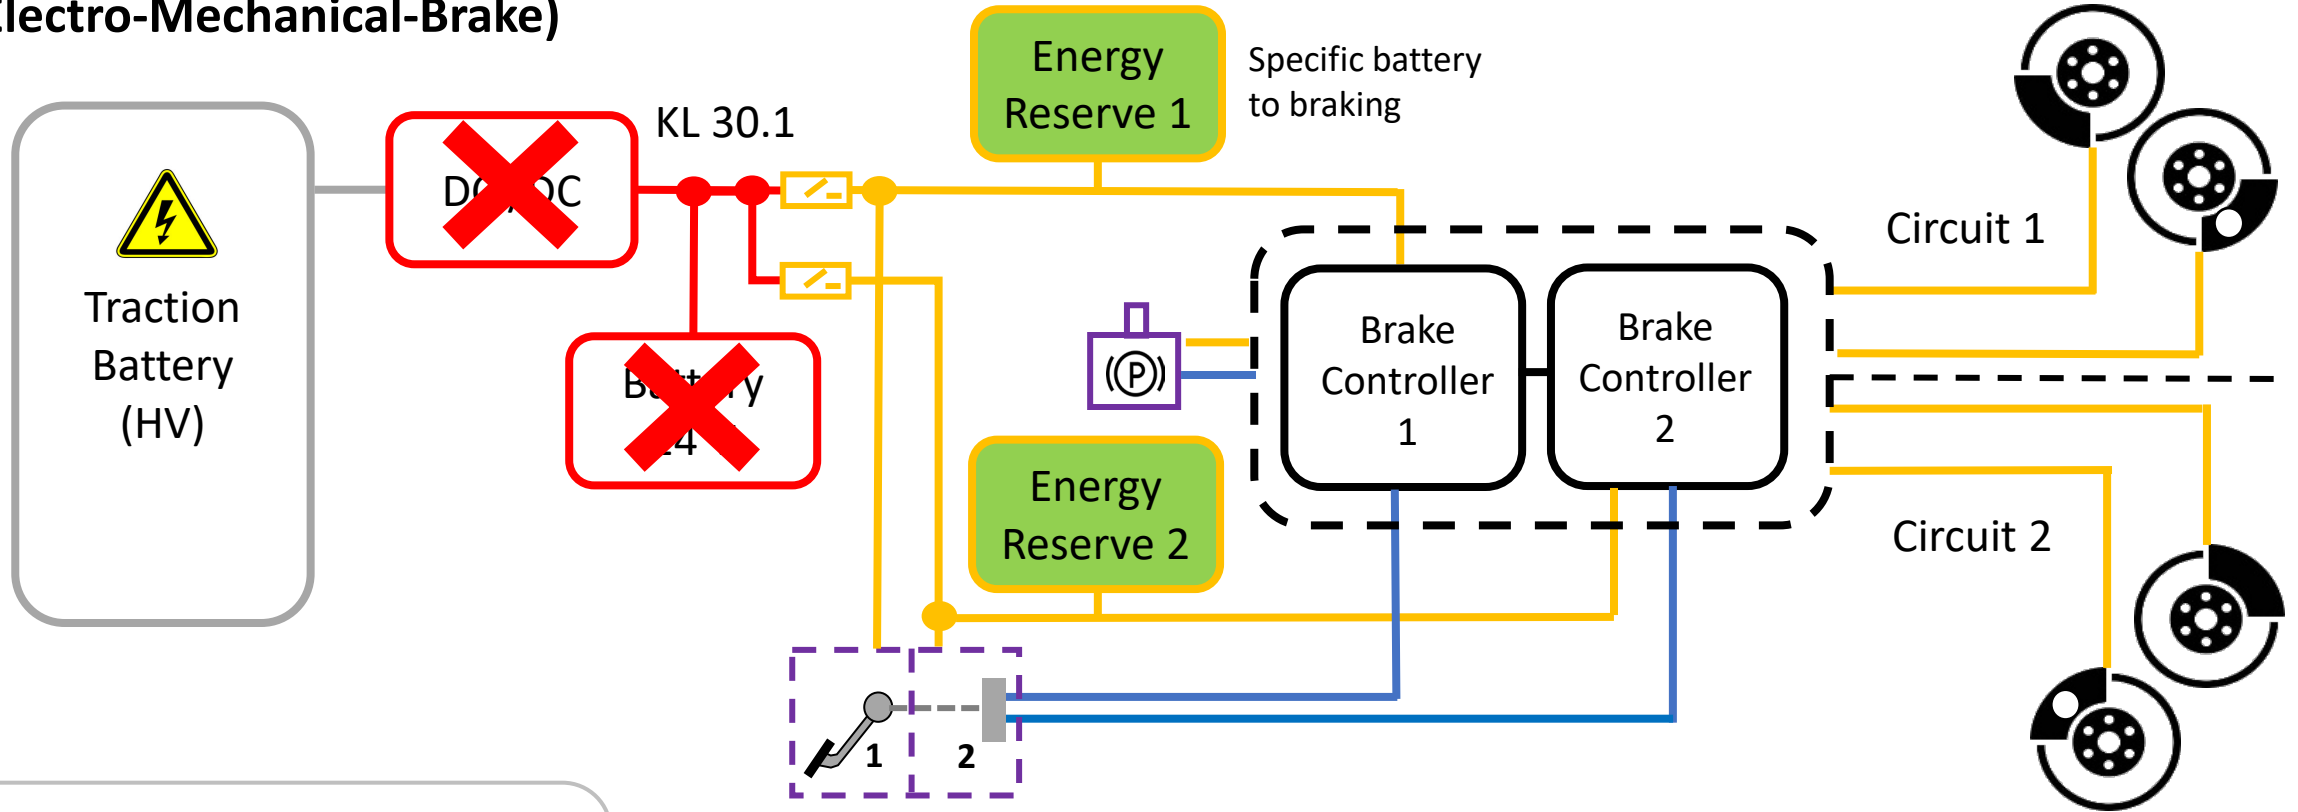 Electro-Mechanical-Brake)
Energy
Reserve 1
Specific battery
to braking
KL 30.1
Traction
Battery
(HV)
Circuit 1
Brake
Controller
1
Brake
Controller
2
(P)
Energy
Reserve 2
Circuit 2
1
2